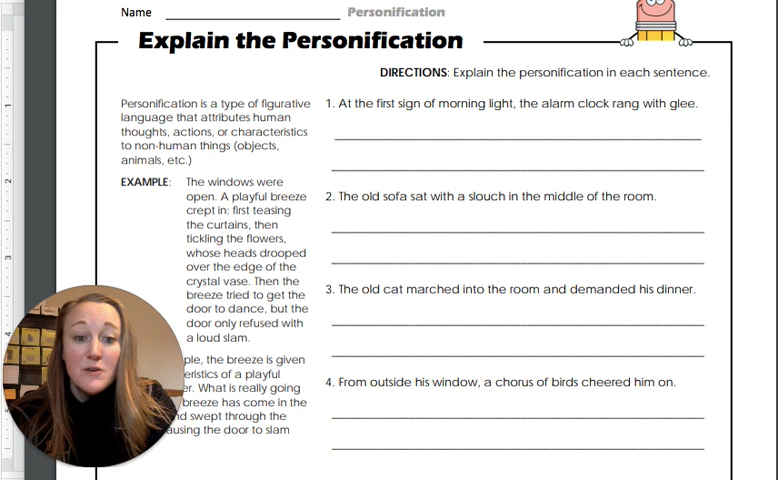 Name
Personification
Explain the Personification
DIRECTIONS: Explain the personification in each sentence.
Personification is a type of figurative
language that attributes human
thoughts, actions, or characteristics
to non-human things (objects,
animals, etc.)
EXAMPLE: The windows were
open. A playful breeze
crept in; first teasing
the curtains, then
tickling the flowers,
whose heads drooped
over the edge of the
crystal vase. Then the
breeze tried to get the
door to dance, but the
door only refused with
a loud slam.
ple, the breeze is given
eristics of a playful
er. What is really going
breeze has come in the
nd swept through the
ausing the door to slam
1. At the first sign of morning light, the alarm clock rang with glee.
2. The old sofa sat with a slouch in the middle of the room.
3. The old cat marched into the room and demanded his dinner.
4. From outside his window, a chorus of birds cheered him on.
1
2
3
4